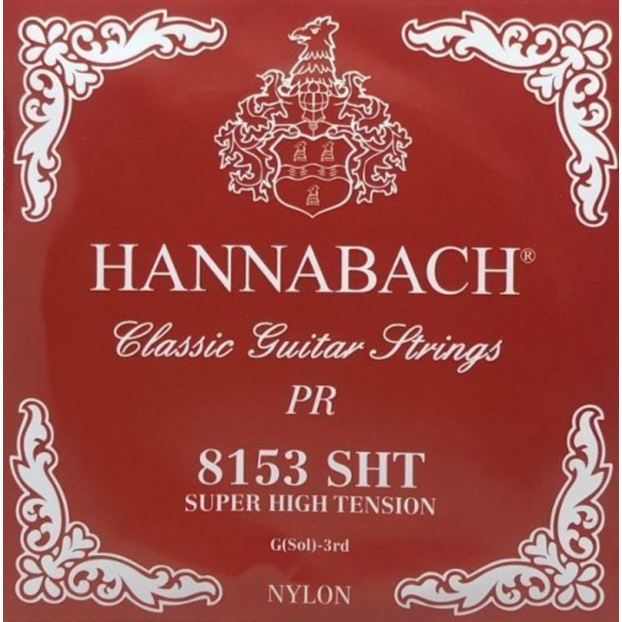 HANNABACH®
Classic Guitar Strings
PR
8153 SHT
SUPER HIGH TENSION
G(Sol)-3rd
NYLON